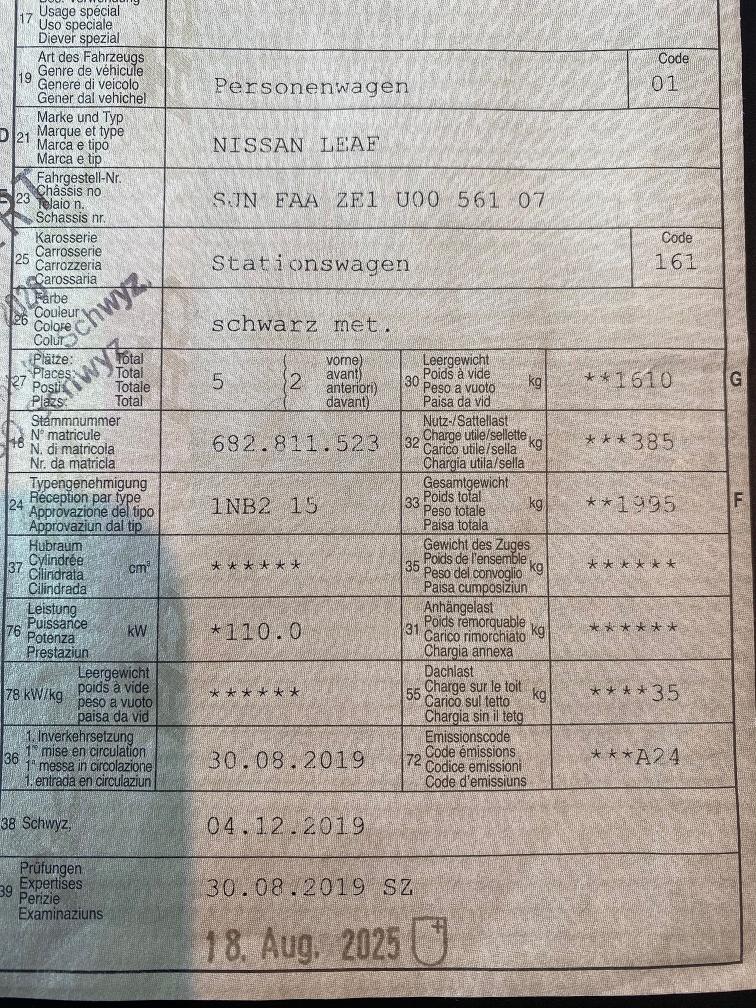 17 Usage spécial
Uso speciale
Diever spezial
19 Art des Fahrzeugs
Genre de véhicule
Genere di veicolo
Gener dal vehichel
Personenwagen
Code
01
D
21 Marke und Typ
Marque et type
Marca e tipo
Marca e tip
NISSAN LEAF
23 Fahrgestell-Nr.
Châssis no
Telaio n.
Schassis nr.
SJN FAA ZE1 U00 561 07
25 Karosserie
Carrosserie
Carrozzeria
Carossaria
Stationswagen
Code
161
26 Farbe
Couleur
Colore
Colur
schwarz met.
27 Plätze: Total
Places: Total
Posti: Totale
Plazs: Total
5 (2 vorne)
avant)
anteriori)
davant)
30 Leergewicht
Poids à vide kg
Peso a vuoto
Paisa da vid
**1610
G
18 Stammnummer
N° matricule
N. di matricola
Nr. da matricla
682.811.523
32 Nutz-/Sattellast
Charge utile/sellette kg
Carico utile/sella
Chargia utila/sella
***385
24 Typengenehmigung
Réception par type
Approvazione del tipo
Approvaziun dal tip
1NB2 15
33 Gesamtgewicht
Poids total kg
Peso totale
Paisa totala
**1995
F
37 Hubraum
Cylindrée cm³
Cilindrata
Cilindrada
******
35 Gewicht des Zuges
Poids de l'ensemble kg
Peso del convoglio
Paisa cumposiziun
******
76 Leistung
Puissance kW
Potenza
Prestaziun
*110.0
31 Anhängelast
Poids remorquable kg
Carico rimorchiato
Chargia annexa
******
78 kW/kg Leergewicht
poids à vide
peso a vuoto
paisa da vid
******
55 Dachlast
Charge sur le toit kg
Carico sul tetto
Chargia sin il tetg
****35
36 1. Inverkehrsetzung
1re mise en circulation
1a messa in circolazione
1. entrada en circulaziun
30.08.2019
72 Emissionscode
Code émissions
Codice emissioni
Code d'emissiuns
***A24
38 Schwyz,
04.12.2019
39 Prüfungen
Expertises
Perizie
Examinaziuns
30.08.2019 SZ
18. Aug. 2025